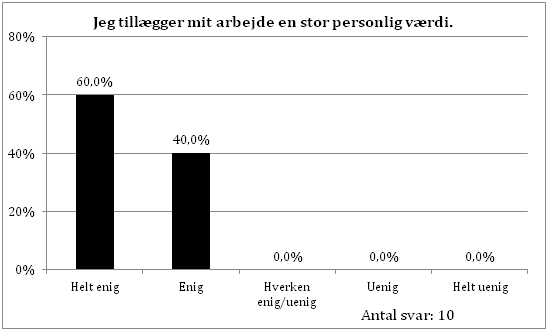 Jeg tillægger mit arbejde en stor personlig værdi.
80%
60%
40%
20%
0%
60,0%
40,0%
0,0%
0,0%
0,0%
Helt enig
Enig
Hverken
enig/uenig
Uenig
Helt uenig
Antal svar: 10